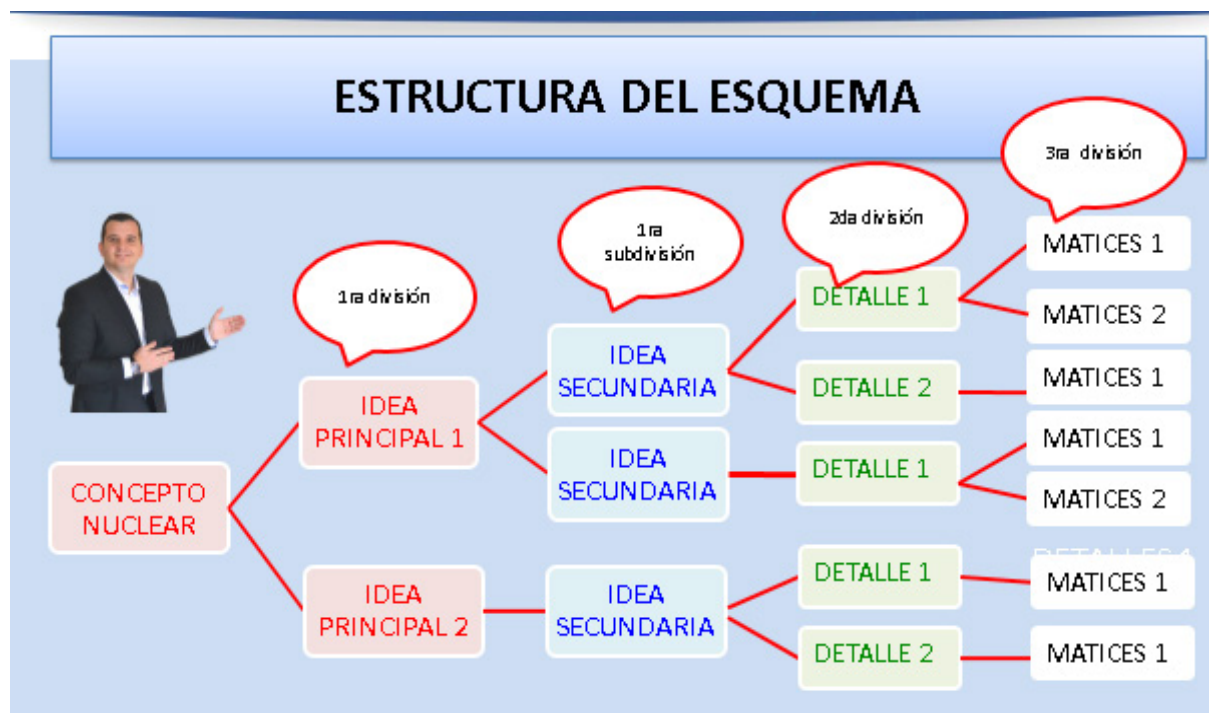 ESTRUCTURA DEL ESQUEMA
3ra división
2da división
1ra
subdivisión
1ra división
MATICES 1
DETALLE 1
MATICES 2
IDEA
SECUNDARIA
DETALLE 2
MATICES 1
IDEA
PRINCIPAL 1
MATICES 1
IDEA
SECUNDARIA
DETALLE 1
MATICES 2
CONCEPTO
NUCLEAR
DETALLES 1
DETALLE 1
MATICES 1
IDEA
PRINCIPAL 2
IDEA
SECUNDARIA
DETALLE 2
MATICES 1